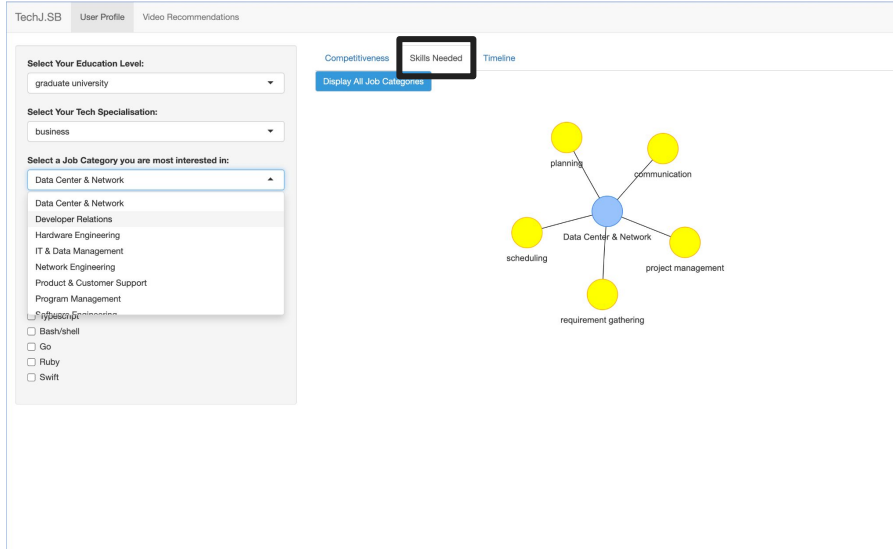 TechJ.SB User Profile Video Recommendations
Select Your Education Level:
graduate university
Select Your Tech Specialisation:
business
Select a Job Category you are most interested in:
Data Center & Network
Data Center & Network
Developer Relations
Hardware Engineering
IT & Data Management
Network Engineering
Product & Customer Support
Program Management
Software Engineering
Typescript
Bash/shell
Go
Ruby
Swift
Competitiveness Skills Needed Timeline
Display All Job Categories
planning
communication
Data Center & Network
scheduling
project management
requirement gathering